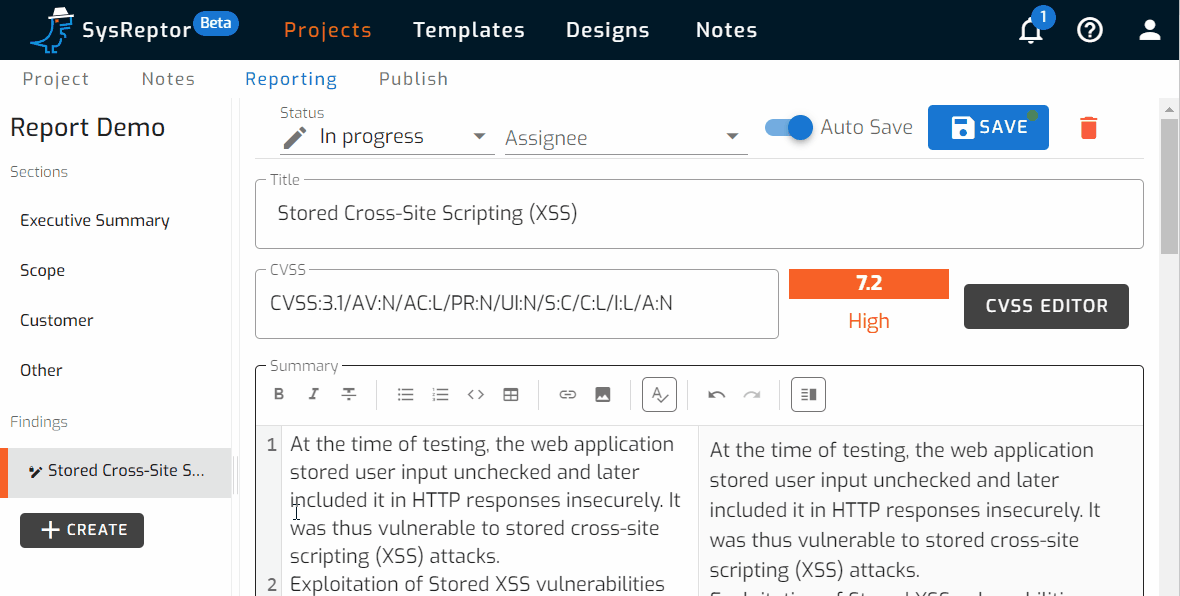 SysReptor Beta Projects Templates Designs Notes 1
Project Notes Reporting Publish
Report Demo
Sections
Executive Summary
Scope
Customer
Other
Findings
Stored Cross-Site S...
CREATE
Status
In progress
Assignee
Auto Save
SAVE
Title
Stored Cross-Site Scripting (XSS)
CVSS
CVSS:3.1/AV:N/AC:L/PR:N/UI:N/S:C/C:L/I:L/A:N
7.2
High
CVSS EDITOR
Summary
1 At the time of testing, the web application
stored user input unchecked and later
included it in HTTP responses insecurely. It
was thus vulnerable to stored cross-site
scripting (XSS) attacks.
2 Exploitation of Stored XSS vulnerabilities
At the time of testing, the web application
stored user input unchecked and later
included it in HTTP responses insecurely. It
was thus vulnerable to stored cross-site
scripting (XSS) attacks.